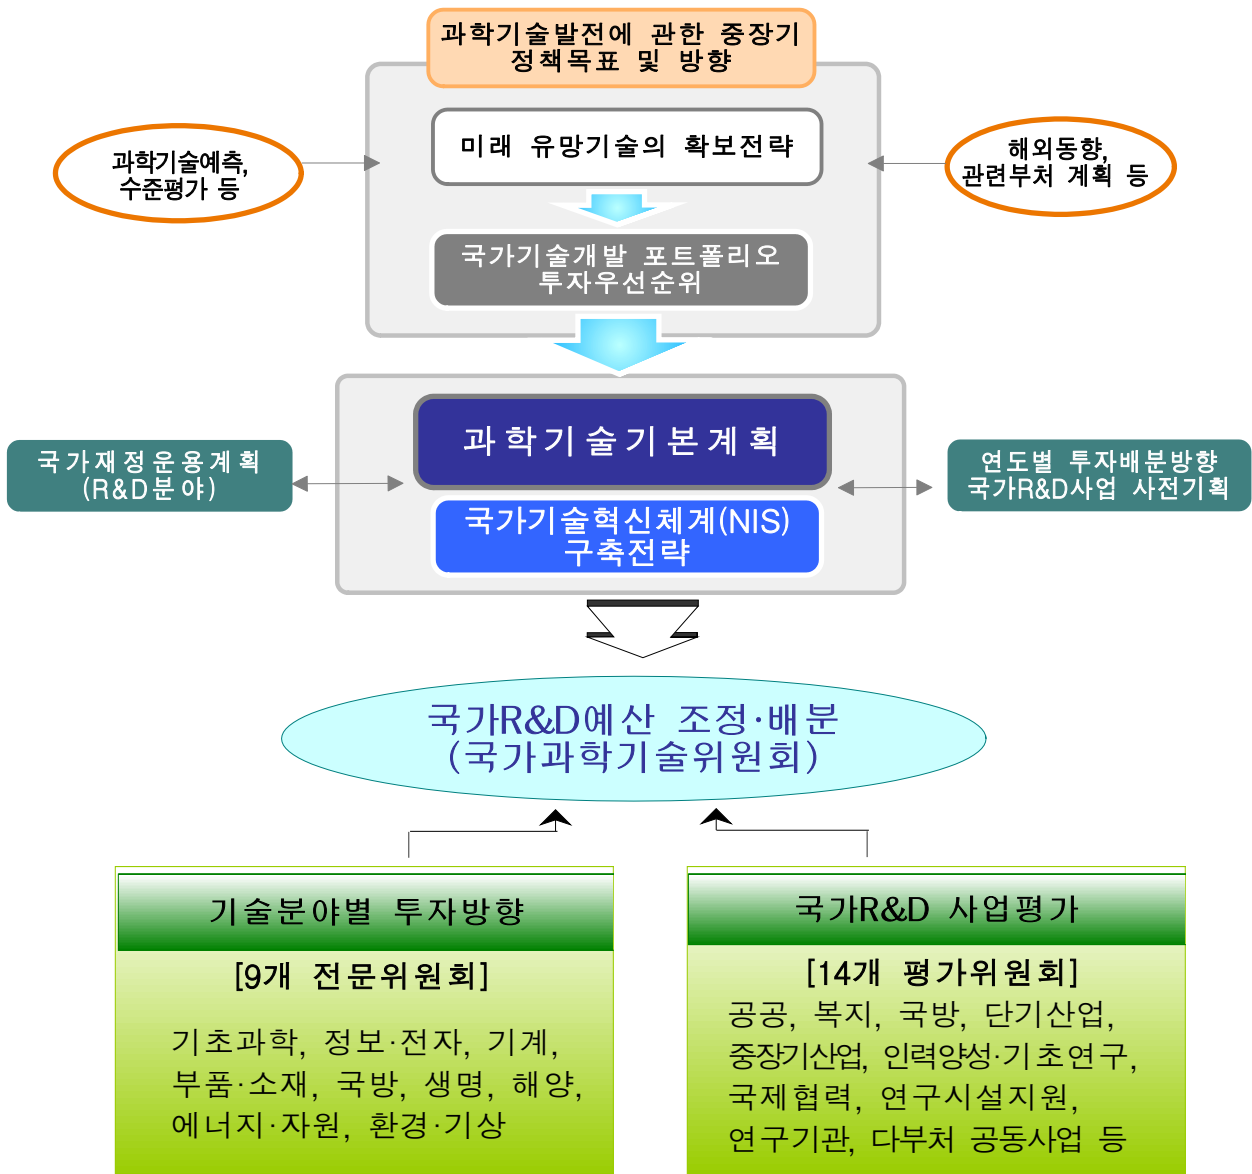 과학기술발전에 관한 중장기
정책목표 및 방향
미래 유망기술의 확보전략
과학기술예측,
수준평가 등
해외동향,
관련부처 계획 등
국가기술개발 포트폴리오
투자우선순위
과학기술기본계획
국가재정운용계획
(R&D분야)
연도별 투자배분방향
국가R&D사업 사전기획
국가기술혁신체계(NIS)
구축전략
국가R&D예산 조정·배분
(국가과학기술위원회)
기술분야별 투자방향
[9개 전문위원회]
기초과학, 정보·전자, 기계,
부품·소재, 국방, 생명, 해양,
에너지·자원, 환경·기상
국가R&D 사업평가
[14개 평가위원회]
공공, 복지, 국방, 단기산업,
중장기산업, 인력양성·기초연구,
국제협력, 연구시설지원,
연구기관, 다부처 공동사업 등